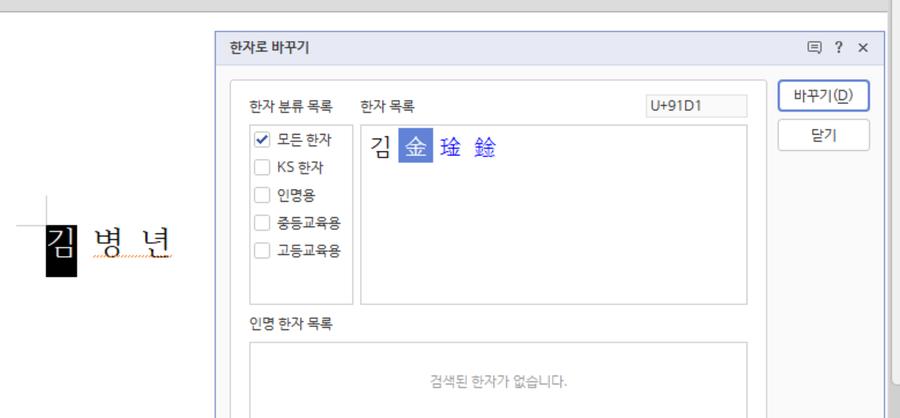 한자로 바꾸기 ?
한자 분류 목록 한자 목록 U+91D1 바꾸기(D)
모든 한자 김 金 琻 鍂 닫기
KS 한자
인명용
중등교육용
김 병 년
고등교육용
인명 한자 목록
검색된 한자가 없습니다.